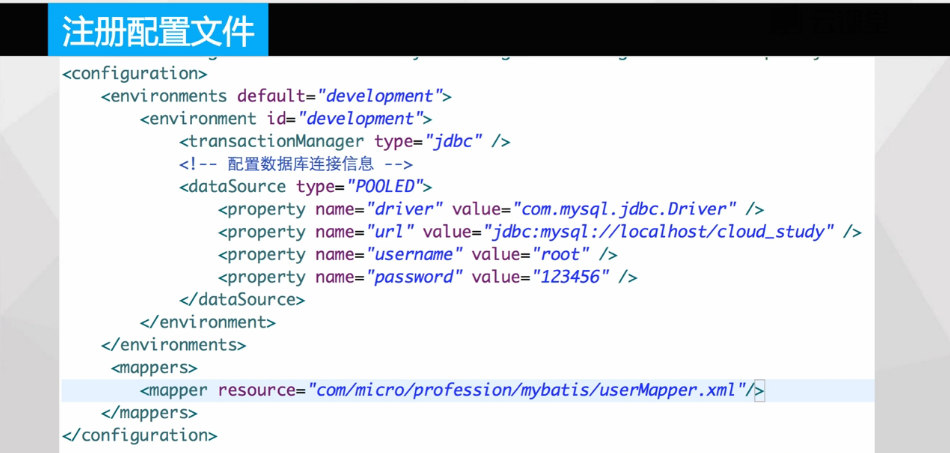 注册配置文件
<configuration>
<environments default="development">
<environment id="development">
<transactionManager type="jdbc" />
<!-- 配置数据库连接信息 -->
<dataSource type="POOLED">
<property name="driver" value="com.mysql.jdbc.Driver" />
<property name="url" value="jdbc:mysql://localhost/cloud_study" />
<property name="username" value="root" />
<property name="password" value="123456" />
</dataSource>
</environment>
</environments>
<mappers>
<mapper resource="com/micro/profession/mybatis/userMapper.xml"/>
</mappers>
</configuration>